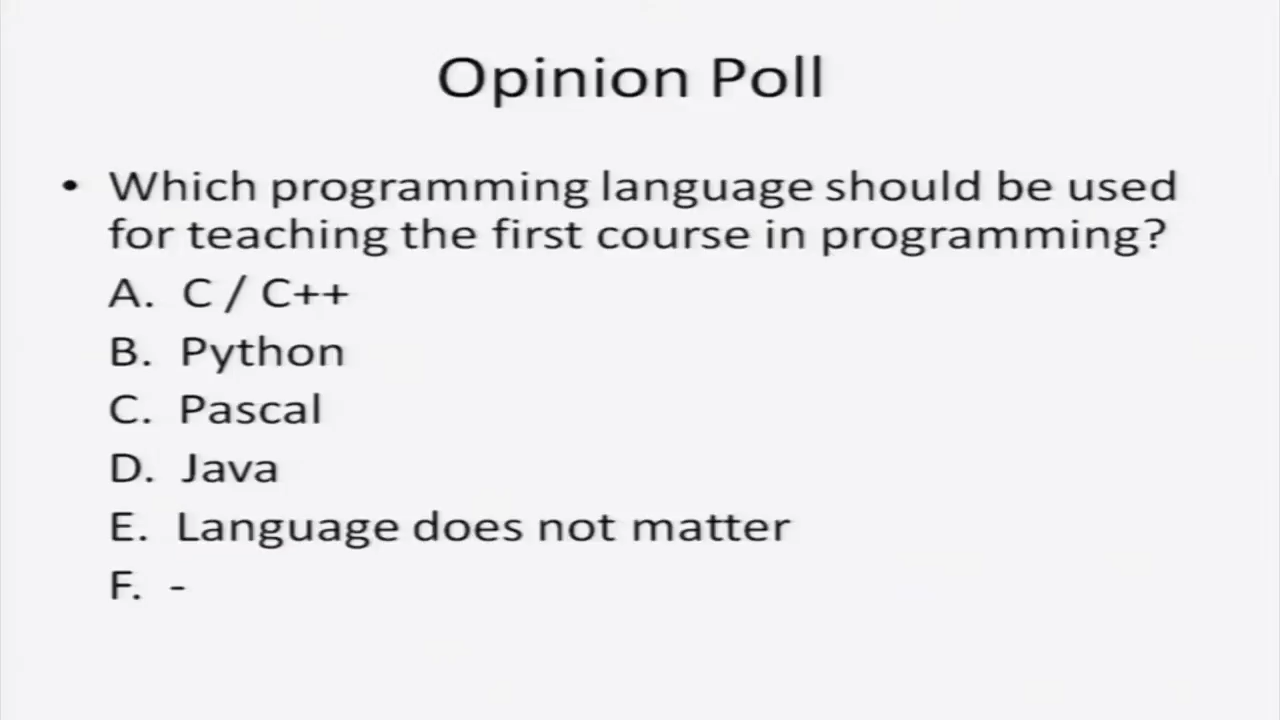 Opinion Poll
• Which programming language should be used
for teaching the first course in programming?
A. C / C++
B. Python
C. Pascal
D. Java
E. Language does not matter
F. -